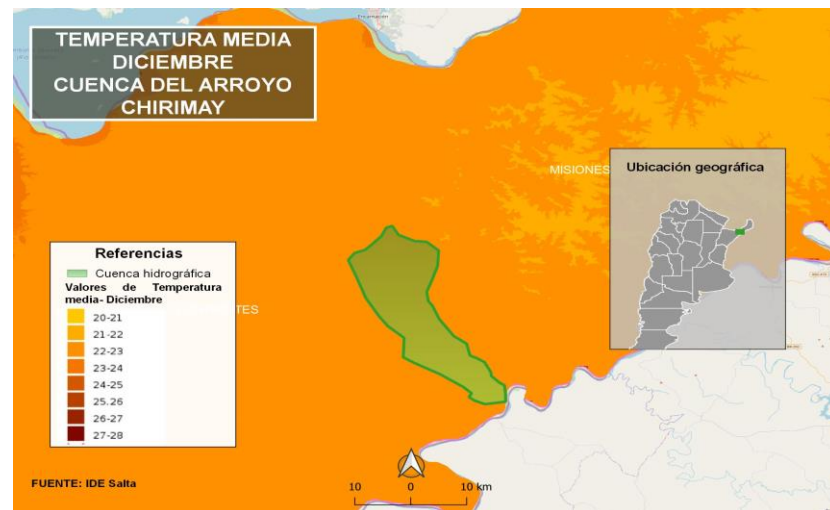 TEMPERATURA MEDIA
DICIEMBRE
CUENCA DEL ARROYO
CHIRIMAY
Encarnación
MISIONES
Ubicación geográfica
Referencias
Cuenca hidrográfica
Valores de Temperatura
media- Diciembre
20-21
21-22
22-23
23-24
24-25
25.26
26-27
27-28
TES
FUENTE: IDE Salta
10 0 10 km